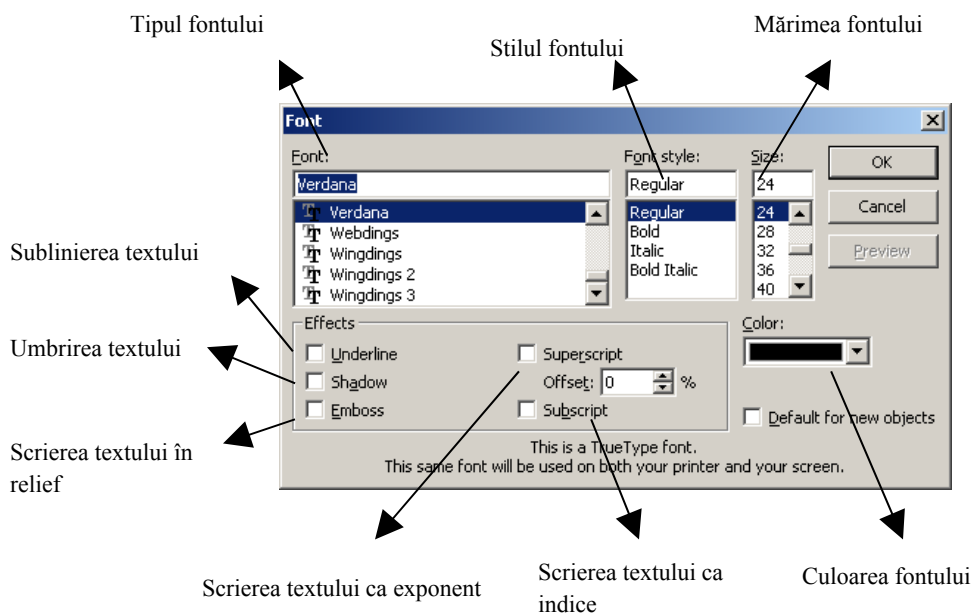 Tipul fontului
Stilul fontului
Mărimea fontului
Font
Font:
Font style:
Size:
OK
Verdana
Regular
24
Cancel
Verdana
Webdings
Wingdings
Wingdings 2
Wingdings 3
Regular
Bold
Italic
Bold Italic
24
28
32
36
40
Preview
Sublinierea textului
Umbrirea textului
Scrierea textului în
relief
Effects
Underline
Shadow
Emboss
Superscript
Offset: 0 %
Subscript
Color:
Default for new objects
This is a TrueType font.
This same font will be used on both your printer and your screen.
Scrierea textului ca exponent
Scrierea textului ca
indice
Culoarea fontului